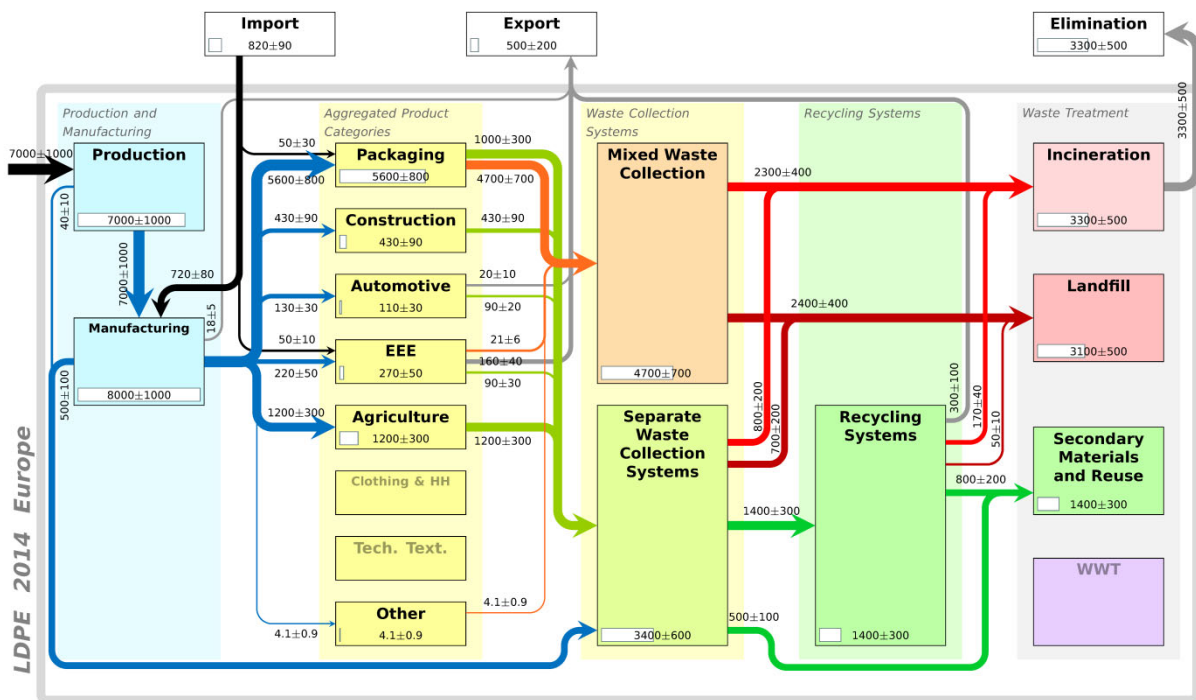 Import
820±90
Export
500±200
Elimination
3300±500
Production and
Manufacturing
Aggregated Product
Categories
Waste Collection
Systems
Recycling Systems
Waste Treatment
7000±1000
Production
7000±1000
40±10
7000±1000
720±80
18±5
Manufacturing
8000±1000
500±100
50±30
5600±800
430±90
130±30
50±10
220±50
1200±300
4.1±0.9
Packaging
5600±800
Construction
430±90
Automotive
110±30
EEE
270±50
Agriculture
1200±300
Clothing & HH
Tech. Text.
Other
4.1±0.9
1000±300
4700±700
430±90
20±10
90±20
21±6
160±40
90±30
1200±300
4.1±0.9
Mixed Waste
Collection
4700±700
Separate
Waste
Collection
Systems
3400±600
2300±400
2400±400
800±200
700±200
1400±300
500±100
Recycling
Systems
1400±300
300±100
170±40
50±10
800±200
3300±500
Incineration
3300±500
Landfill
3100±500
Secondary
Materials
and Reuse
1400±300
WWT
LDPE 2014 Europe